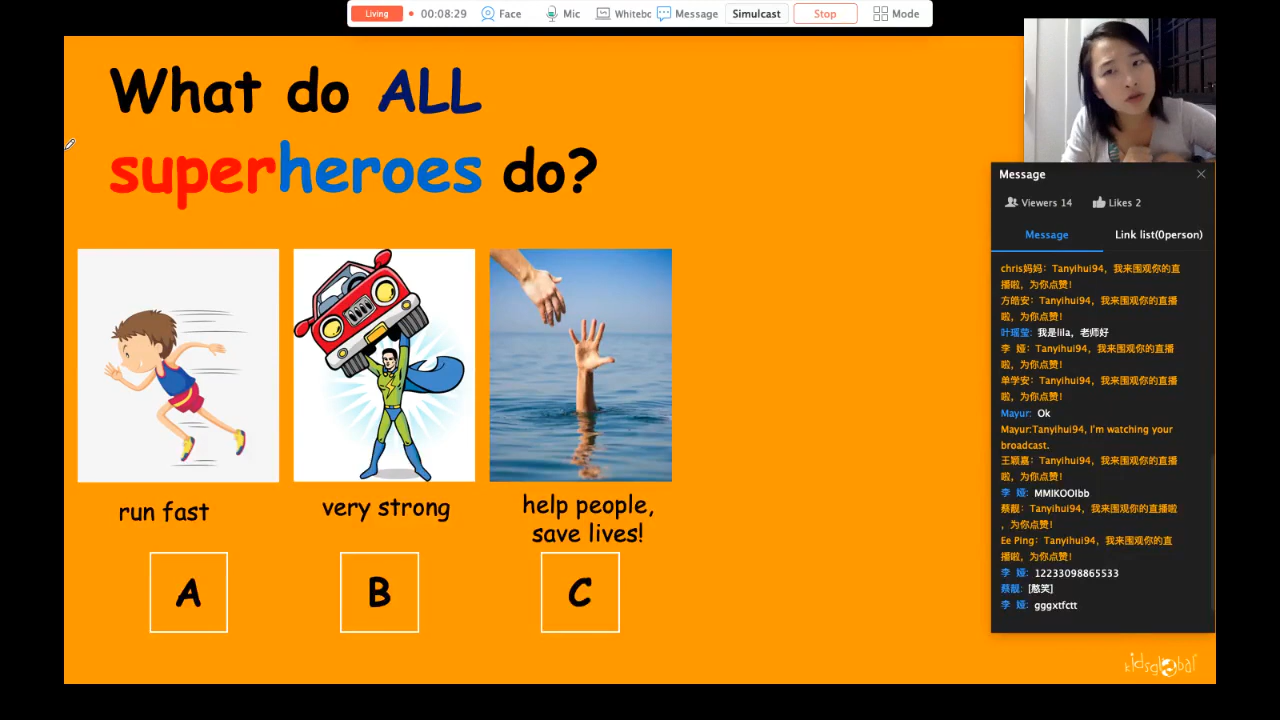 Living 00:08:29 Face Mic Whitebc Message Simulcast Stop Mode
What do ALL
superheroes do?
run fast
very strong
help people,
save lives!
A
B
C
Message
Viewers 14 Likes 2
Message Link list(0person)
chris妈妈：Tanyihui94，我来围观你的直
播啦，为你点赞！
方皓安：Tanyihui94，我来围观你的直播
啦，为你点赞！
叶瑶莹：我是lila，老师好
李 娅：Tanyihui94，我来围观你的直播
啦，为你点赞！
单学安：Tanyihui94，我来围观你的直播
啦，为你点赞！
Mayur: Ok
Mayur:Tanyihui94, I'm watching your
broadcast.
王颖嘉：Tanyihui94，我来围观你的直播
啦，为你点赞！
李 娅：MMIKOOIbb
蔡靓：Tanyihui94，我来围观你的直播啦
，为你点赞！
Ee Ping：Tanyihui94，我来围观你的直
播啦，为你点赞！
李 娅：12233098865533
蔡靓：[憨笑]
李 娅：gggxtfctt
kidsglobal